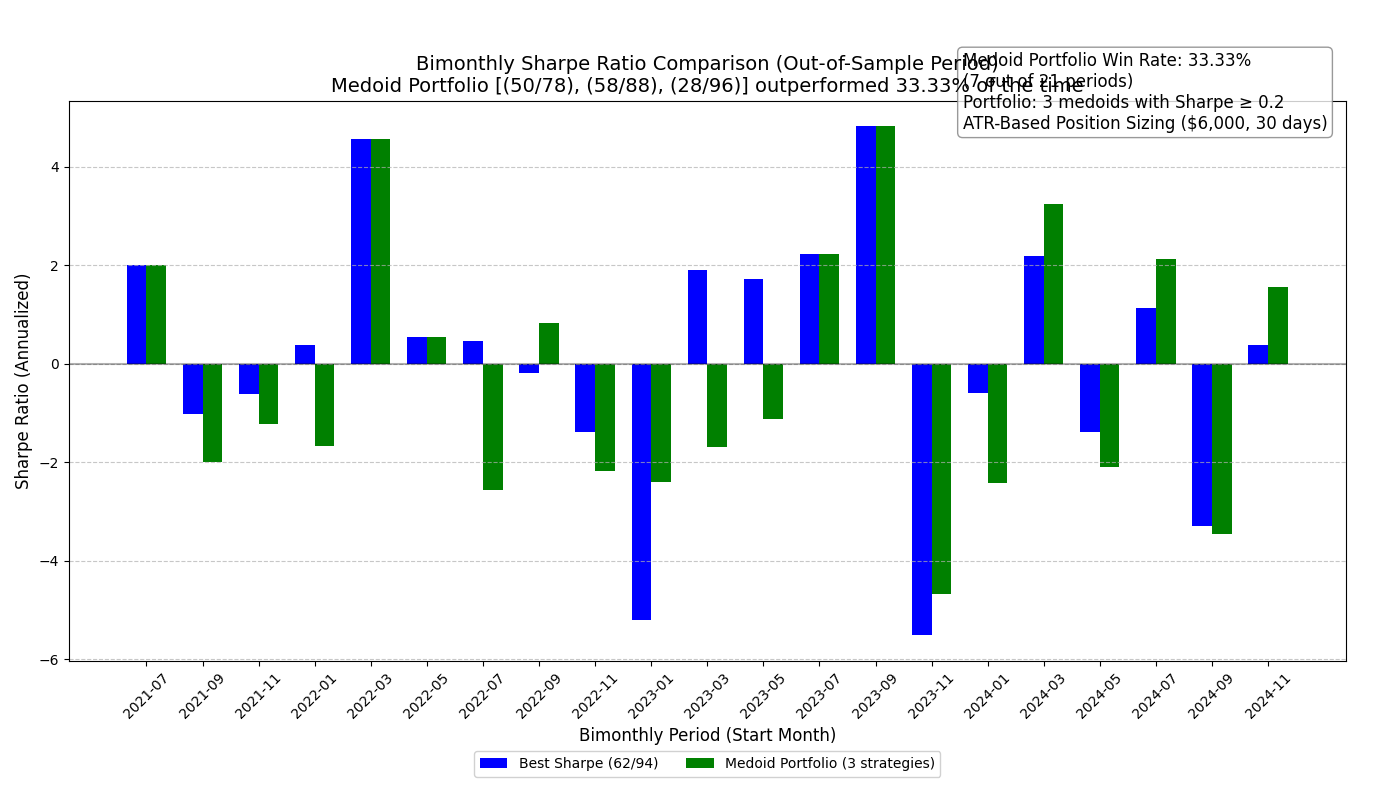 Bimonthly Sharpe Ratio Comparison (Out-of-Sample Period)
Medoid Portfolio [(50/78), (58/88), (28/96)] outperformed 33.33% of the time
Medoid Portfolio Win Rate: 33.33%
(7 out of 21 periods)
Portfolio: 3 medoids with Sharpe ≥ 0.2
ATR-Based Position Sizing ($6,000, 30 days)
Sharpe Ratio (Annualized)
4
2
0
−2
−4
−6
2021-07
2021-09
2021-11
2022-01
2022-03
2022-05
2022-07
2022-09
2022-11
2023-01
2023-03
2023-05
2023-07
2023-09
2023-11
2024-01
2024-03
2024-05
2024-07
2024-09
2024-11
Bimonthly Period (Start Month)
Best Sharpe (62/94)
Medoid Portfolio (3 strategies)